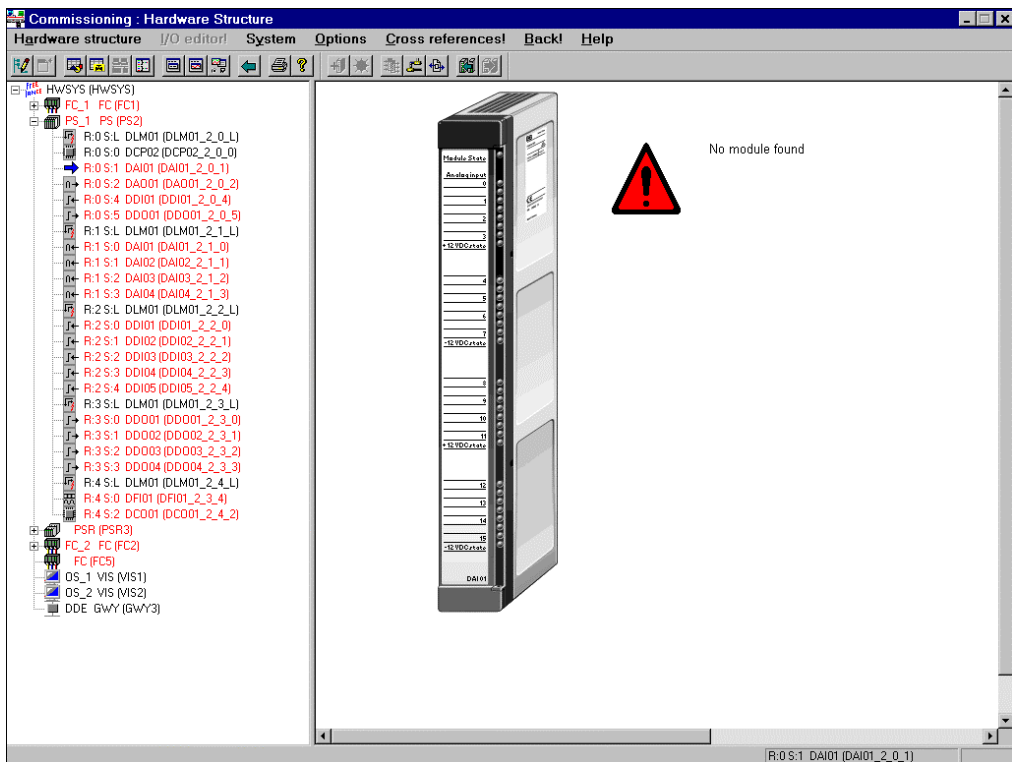 Commissioning : Hardware Structure
Hardware structure I/O editor! System Options Cross references! Back! Help
HWSYS (HWSYS)
FC_1 FC (FC1)
PS_1 PS (PS2)
R:0 S:L DLM01 (DLM01_2_0_L)
R:0 S:0 DCP02 (DCP02_2_0_0)
R:0 S:1 DAI01 (DAI01_2_0_1)
R:0 S:2 DAO01 (DAO01_2_0_2)
R:0 S:4 DDI01 (DDI01_2_0_4)
R:0 S:5 DDO01 (DDO01_2_0_5)
R:1 S:L DLM01 (DLM01_2_1_L)
R:1 S:0 DAI01 (DAI01_2_1_0)
R:1 S:1 DAI02 (DAI02_2_1_1)
R:1 S:2 DAI03 (DAI03_2_1_2)
R:1 S:3 DAI04 (DAI04_2_1_3)
R:2 S:L DLM01 (DLM01_2_2_L)
R:2 S:0 DDI01 (DDI01_2_2_0)
R:2 S:1 DDI02 (DDI02_2_2_1)
R:2 S:2 DDI03 (DDI03_2_2_2)
R:2 S:3 DDI04 (DDI04_2_2_3)
R:2 S:4 DDI05 (DDI05_2_2_4)
R:3 S:L DLM01 (DLM01_2_3_L)
R:3 S:0 DDO01 (DDO01_2_3_0)
R:3 S:1 DDO02 (DDO02_2_3_1)
R:3 S:2 DDO03 (DDO03_2_3_2)
R:3 S:3 DDO04 (DDO04_2_3_3)
R:4 S:L DLM01 (DLM01_2_4_L)
R:4 S:0 DFI01 (DFI01_2_3_4)
R:4 S:2 DCO01 (DCO01_2_4_2)
PSR (PSR3)
FC_2 FC (FC2)
FC (FC5)
OS_1 VIS (VIS1)
OS_2 VIS (VIS2)
DDE GWY (GWY3)
Module State
Analog input
0
1
2
3
+12 VDC state
4
5
6
7
-12 VDC state
8
9
10
11
+12 VDC state
12
13
14
15
-12 VDC state
DAI01
No module found
R:0 S:1 DAI01 (DAI01_2_0_1)